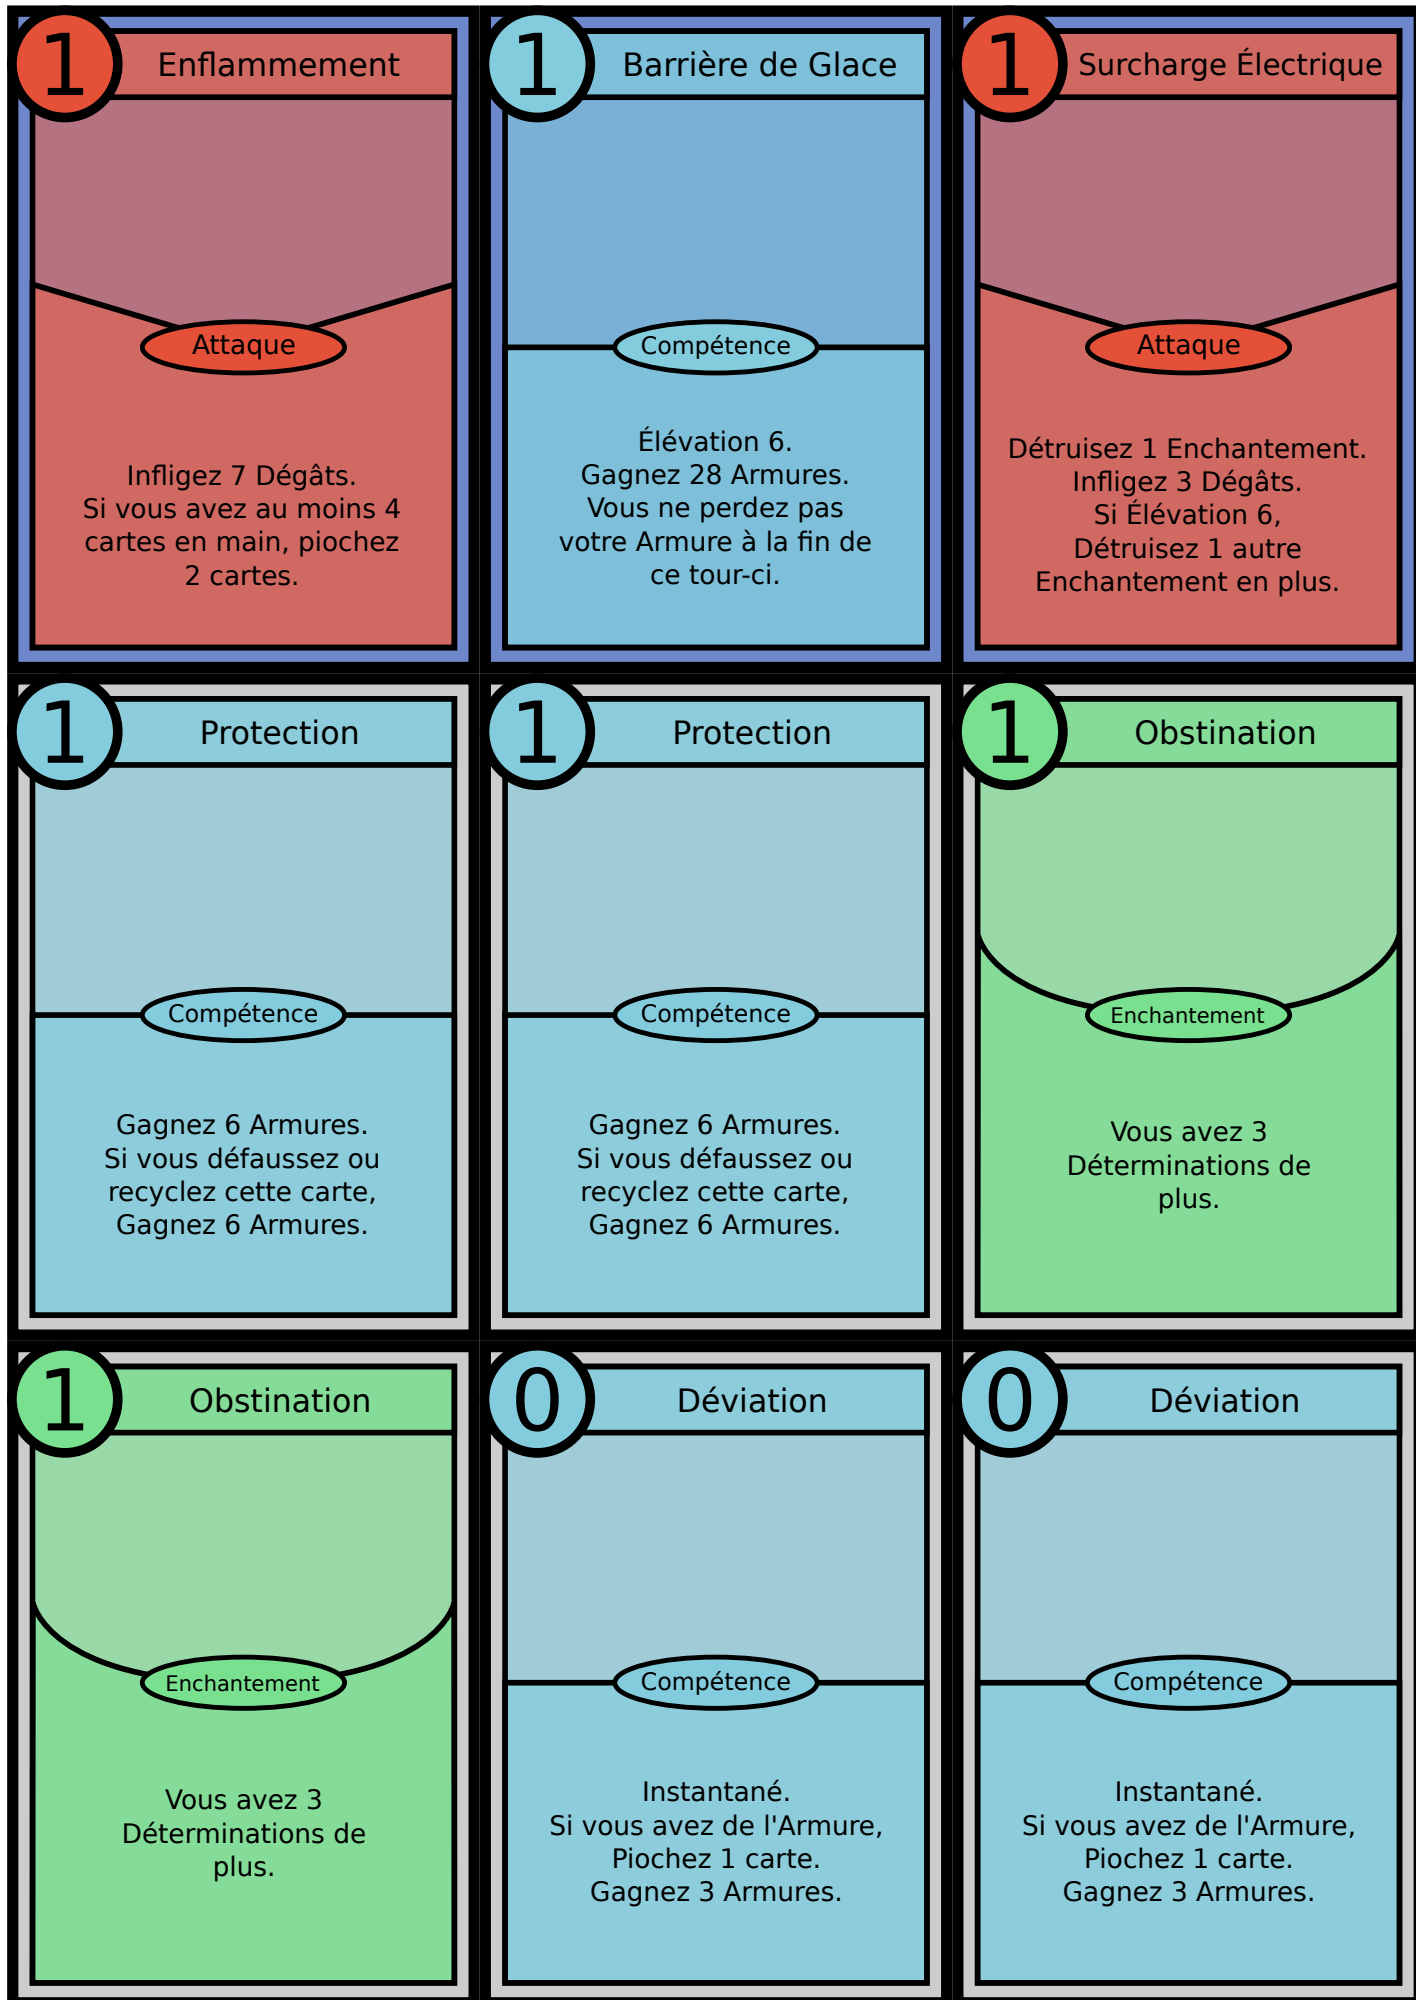 1
Enflammement
Attaque
Infligez 7 Dégâts.
Si vous avez au moins 4
cartes en main, piochez
2 cartes.
1
Barrière de Glace
Compétence
Élévation 6.
Gagnez 28 Armures.
Vous ne perdez pas
votre Armure à la fin de
ce tour-ci.
1
Surcharge Électrique
Attaque
Détruisez 1 Enchantement.
Infligez 3 Dégâts.
Si Élévation 6,
Détruisez 1 autre
Enchantement en plus.
1
Protection
Compétence
Gagnez 6 Armures.
Si vous défaussez ou
recyclez cette carte,
Gagnez 6 Armures.
1
Protection
Compétence
Gagnez 6 Armures.
Si vous défaussez ou
recyclez cette carte,
Gagnez 6 Armures.
1
Obstination
Enchantement
Vous avez 3
Déterminations de
plus.
1
Obstination
Enchantement
Vous avez 3
Déterminations de
plus.
0
Déviation
Compétence
Instantané.
Si vous avez de l'Armure,
Piochez 1 carte.
Gagnez 3 Armures.
0
Déviation
Compétence
Instantané.
Si vous avez de l'Armure,
Piochez 1 carte.
Gagnez 3 Armures.